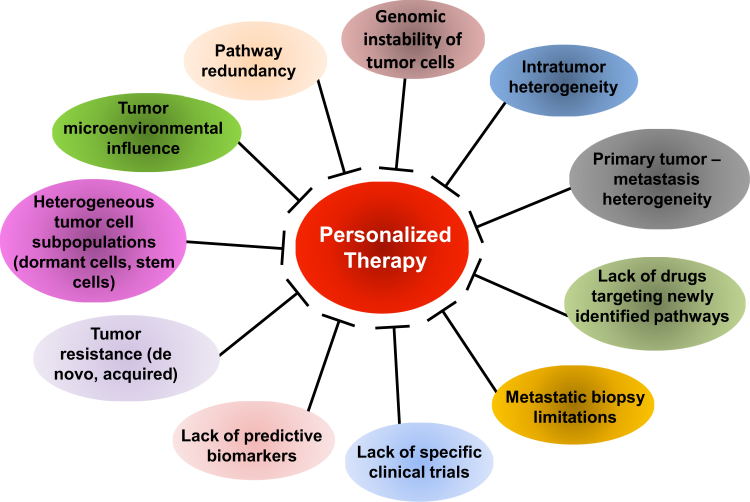 Genomic
instability of
tumor cells
Pathway
redundancy
Intratumor
heterogeneity
Tumor
microenvironmental
influence
Primary tumor –
metastasis
heterogeneity
Heterogeneous
tumor cell
subpopulations
(dormant cells, stem
cells)
Personalized
Therapy
Lack of drugs
targeting newly
identified pathways
Tumor
resistance (de
novo, acquired)
Metastatic biopsy
limitations
Lack of predictive
biomarkers
Lack of specific
clinical trials